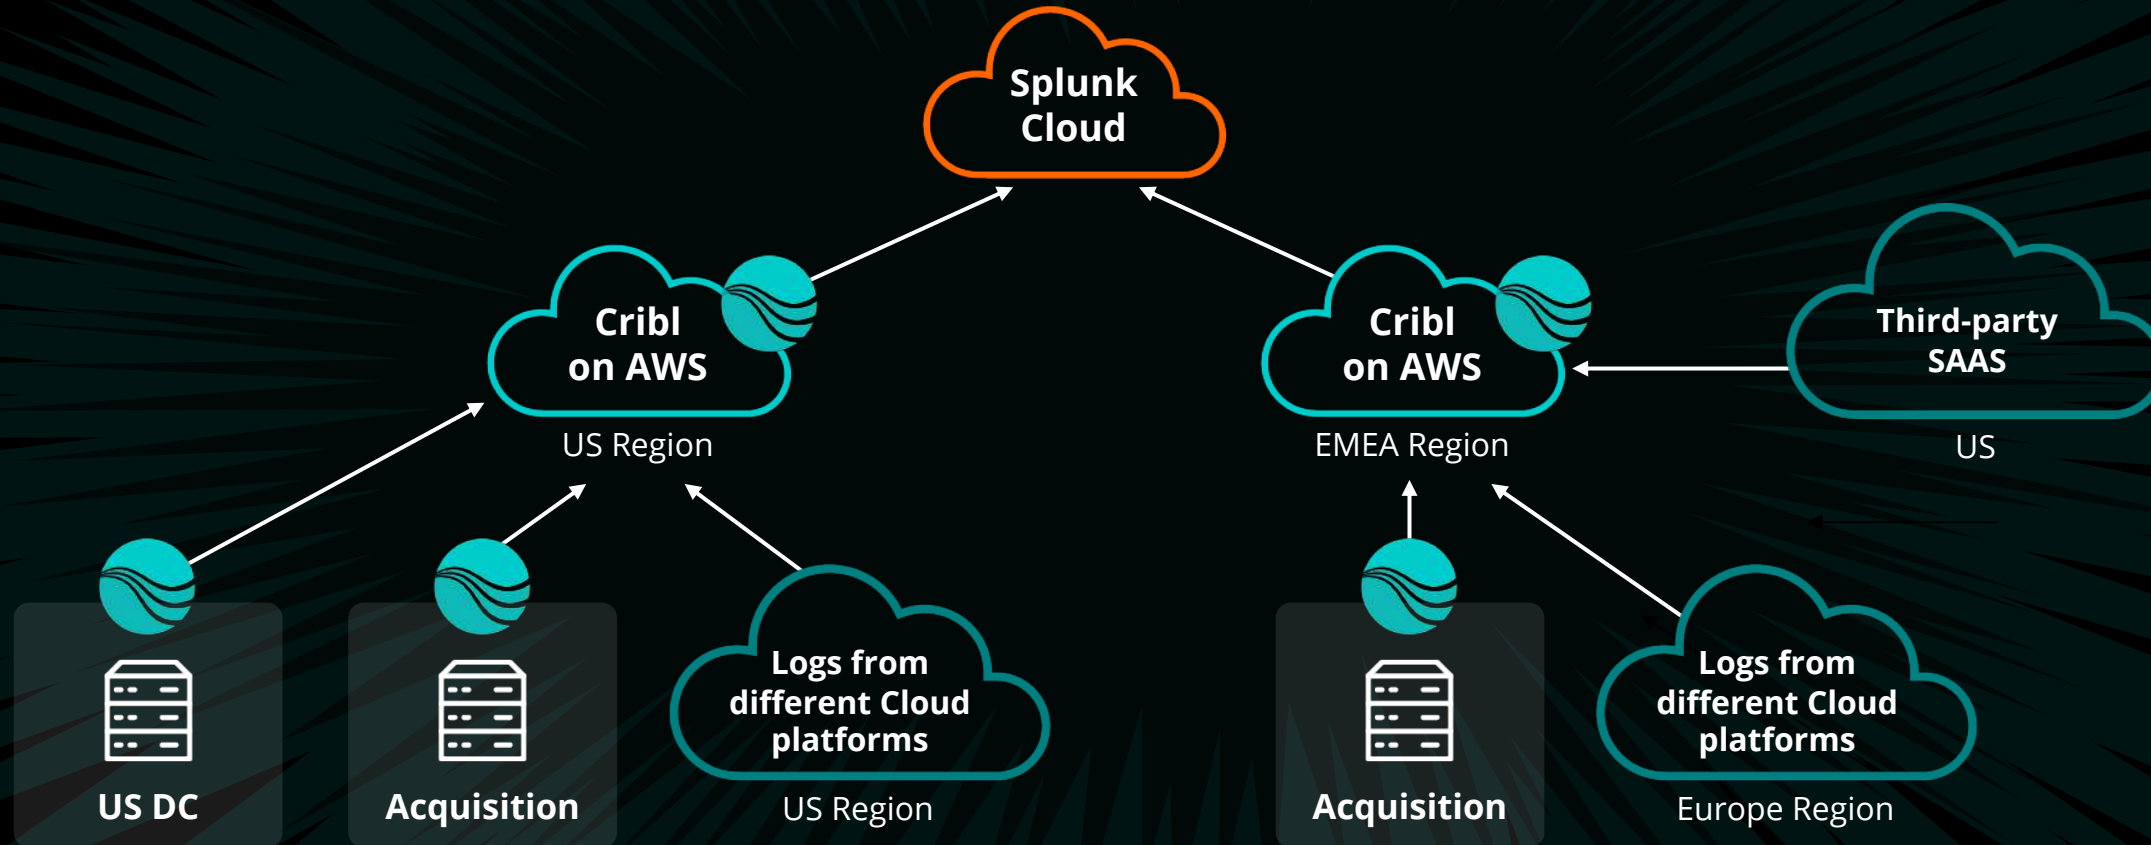 Splunk
Cloud
Cribl
on AWS
US Region
Cribl
on AWS
EMEA Region
Third-party
SAAS
US
US DC
Acquisition
Logs from
different Cloud
platforms
US Region
Acquisition
Logs from
different Cloud
platforms
Europe Region